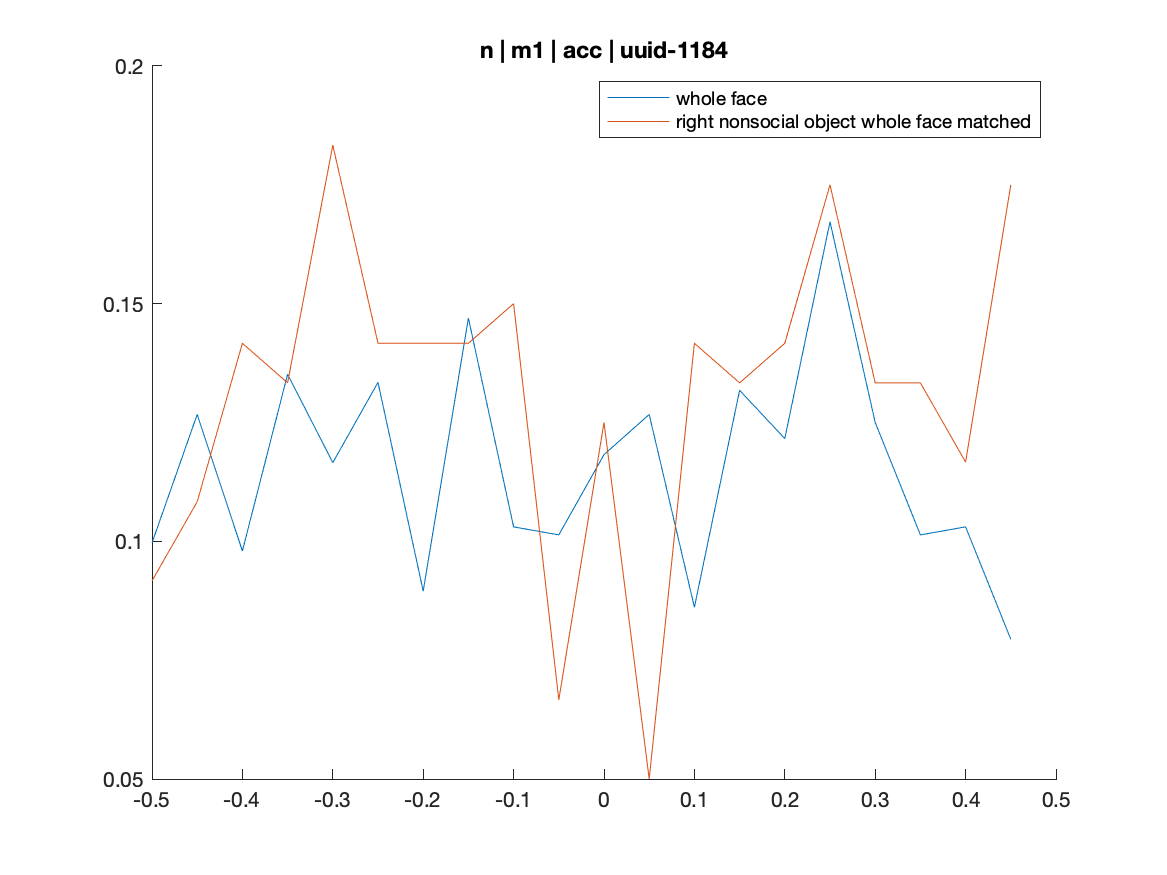 n | m1 | acc | uuid-1184
whole face
right nonsocial object whole face matched
0.2
0.15
0.1
0.05
-0.5 -0.4 -0.3 -0.2 -0.1 0 0.1 0.2 0.3 0.4 0.5